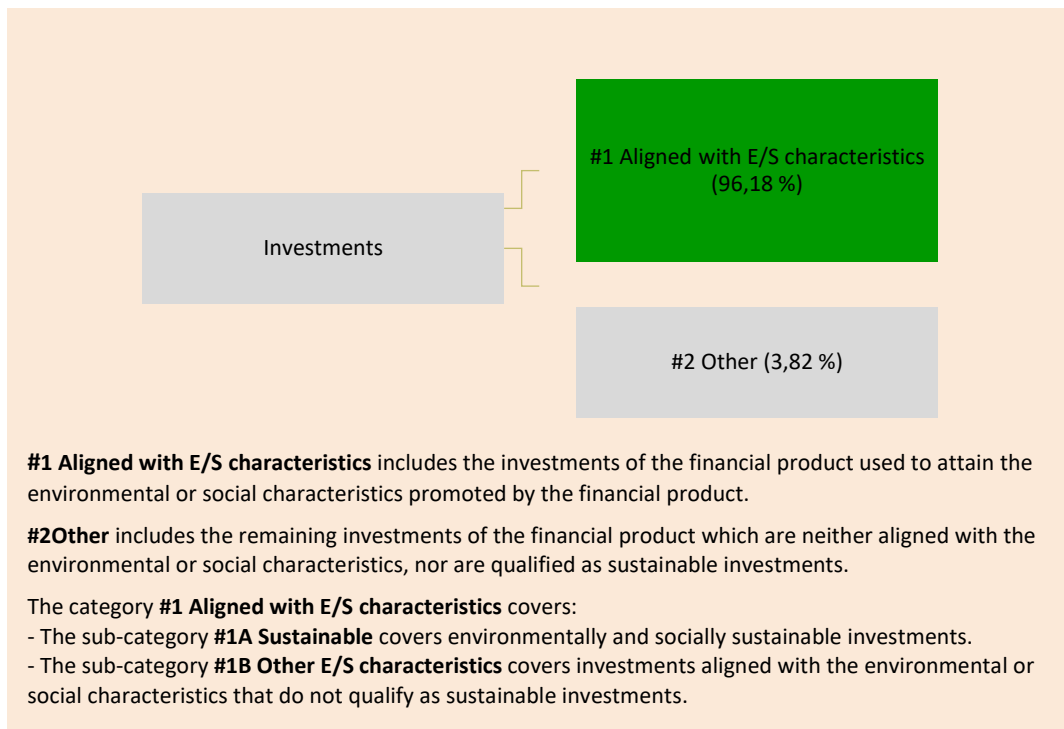 #1 Aligned with E/S characteristics
(96,18 %)
Investments
#2 Other (3,82 %)
#1 Aligned with E/S characteristics includes the investments of the financial product used to attain the
environmental or social characteristics promoted by the financial product.
#2Other includes the remaining investments of the financial product which are neither aligned with the
environmental or social characteristics, nor are qualified as sustainable investments.
The category #1 Aligned with E/S characteristics covers:
- The sub-category #1A Sustainable covers environmentally and socially sustainable investments.
- The sub-category #1B Other E/S characteristics covers investments aligned with the environmental or
social characteristics that do not qualify as sustainable investments.